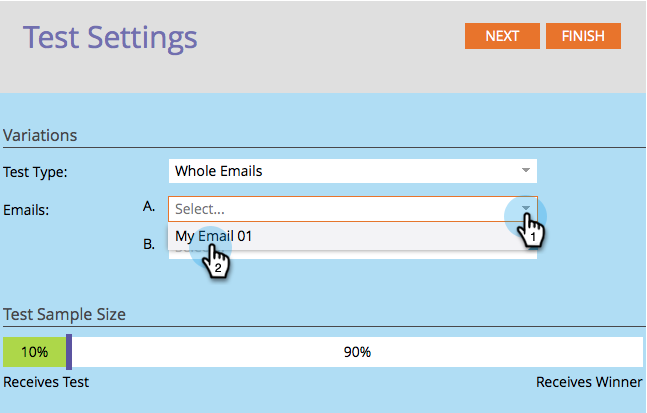 Test Settings
NEXT FINISH
Variations
Test Type: Whole Emails
Emails: A. Select...
1
My Email 01
B.
2
Test Sample Size
10% 90%
Receives Test Receives Winner